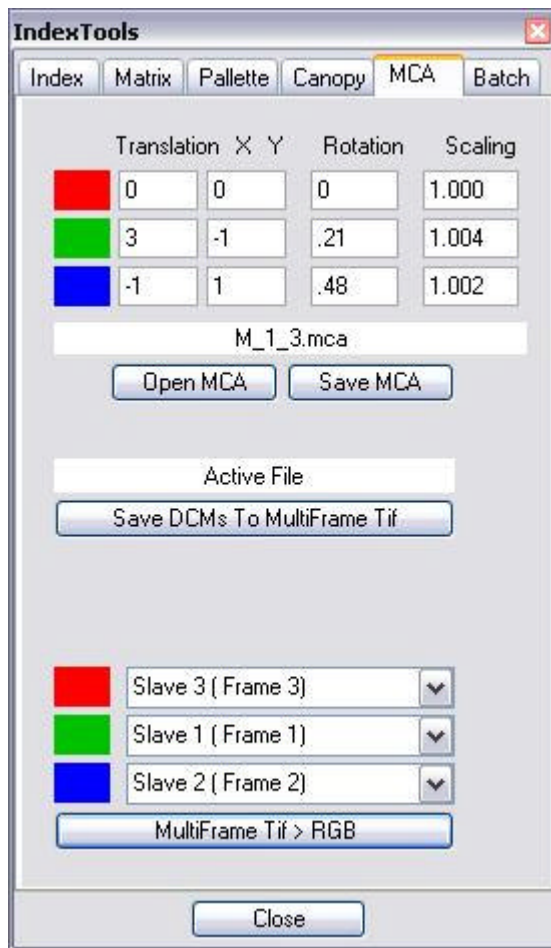 IndexTools
Index Matrix Pallette Canopy MCA Batch
Translation X Y Rotation Scaling
0 0 0 1.000
3 -1 .21 1.004
-1 1 .48 1.002
M_1_3.mca
Open MCA Save MCA
Active File
Save DCMs To MultiFrame Tif
Slave 3 ( Frame 3)
Slave 1 ( Frame 1)
Slave 2 ( Frame 2)
MultiFrame Tif > RGB
Close